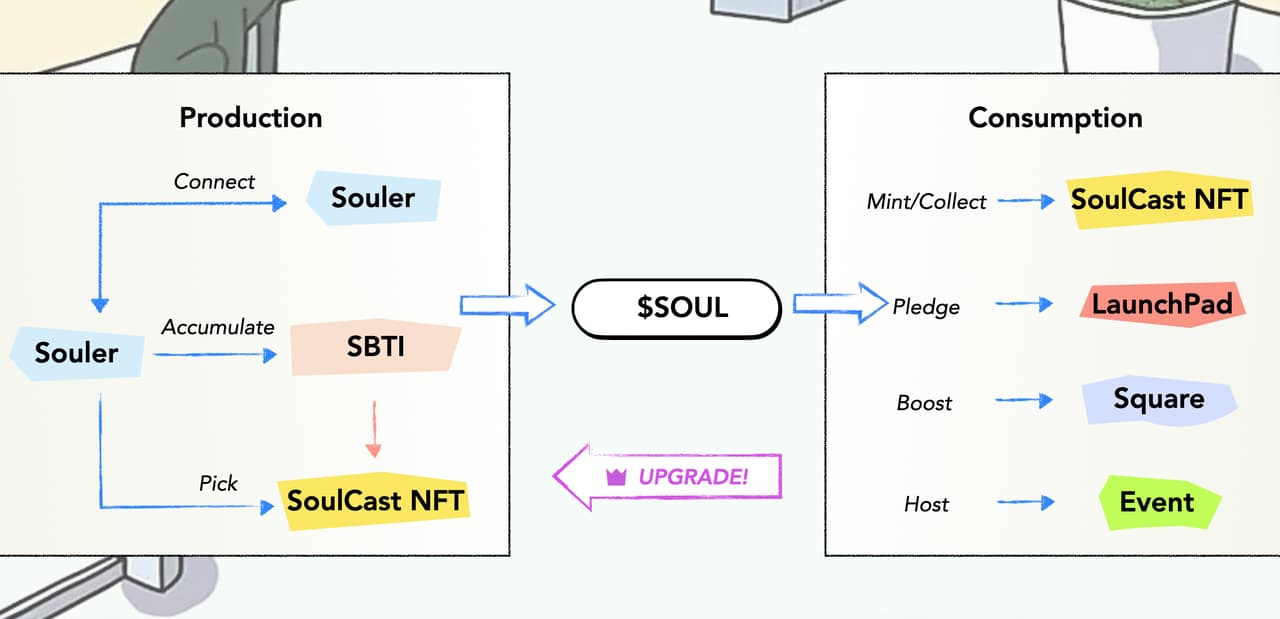 Production
Connect
Souler
Accumulate
Souler
SBTI
Pick
SoulCast NFT
$SOUL
UPGRADE!
Consumption
Mint/Collect
SoulCast NFT
Pledge
LaunchPad
Boost
Square
Host
Event